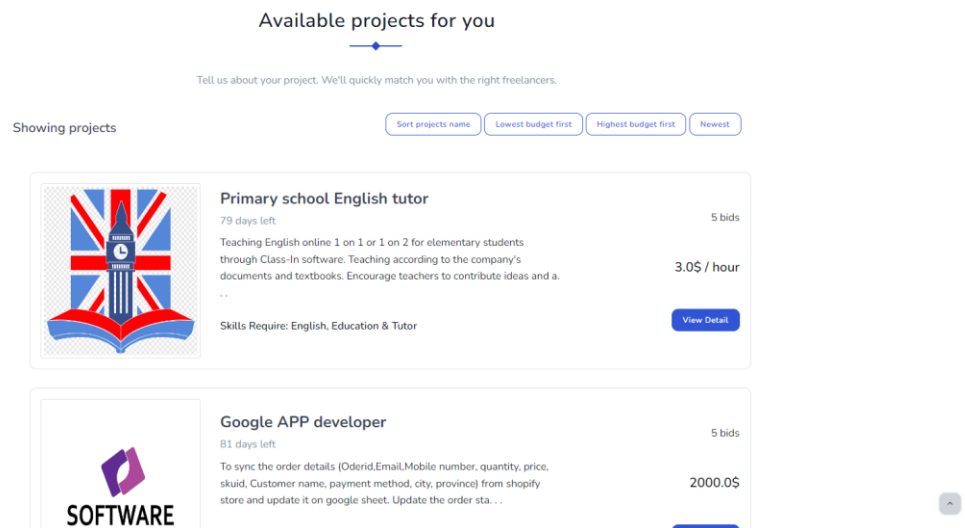 Available projects for you
Tell us about your project. We'll quickly match you with the right freelancers.
Showing projects
Sort projects name
Lowest budget first
Highest budget first
Newest
Primary school English tutor
79 days left
Teaching English online 1 on 1 or 1 on 2 for elementary students
through Class-In software. Teaching according to the company's
documents and textbooks. Encourage teachers to contribute ideas and a.
. .
Skills Require: English, Education & Tutor
5 bids
3.0$ / hour
View Detail
SOFTWARE
Google APP developer
81 days left
To sync the order details (Oderid,Email,Mobile number, quantity, price,
skuid, Customer name, payment method, city, province) from shopify
store and update it on google sheet. Update the order sta. . .
5 bids
2000.0$